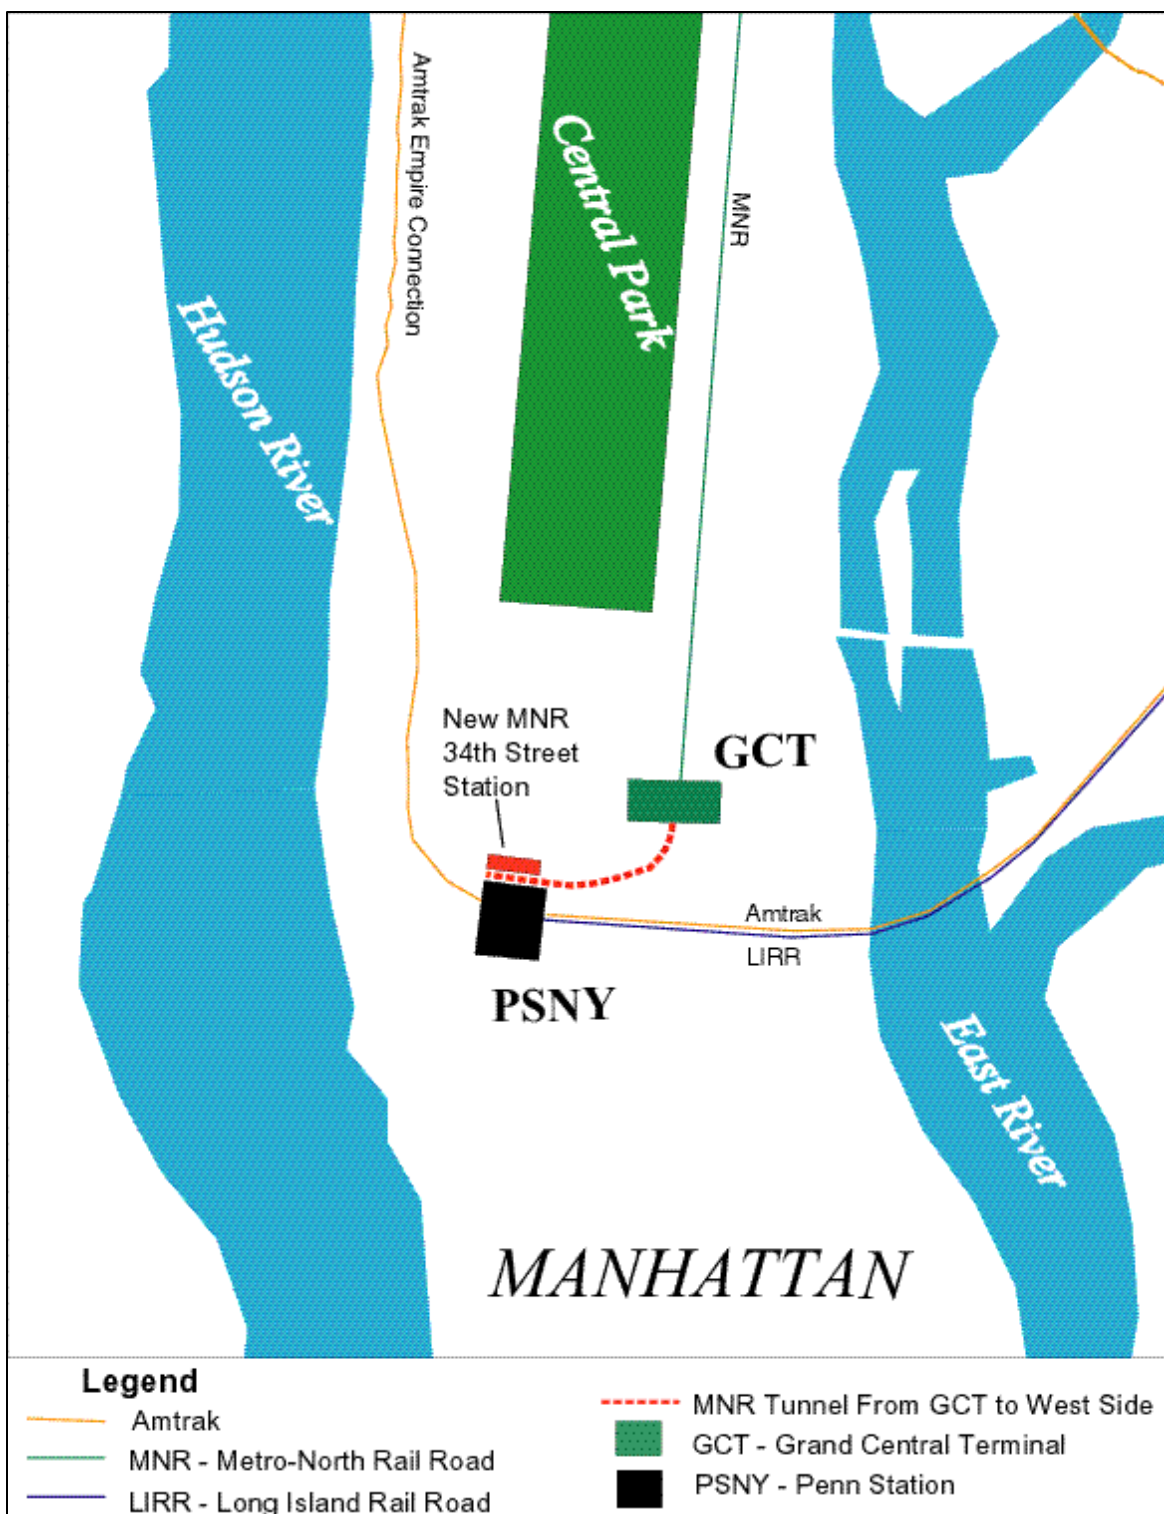 Amtrak Empire Connection
Central Park
MNR
Hudson River
New MNR
34th Street
Station
GCT
Amtrak
LIRR
PSNY
East River
MANHATTAN
Legend
Amtrak
MNR - Metro-North Rail Road
LIRR - Long Island Rail Road
MNR Tunnel From GCT to West Side
GCT - Grand Central Terminal
PSNY - Penn Station